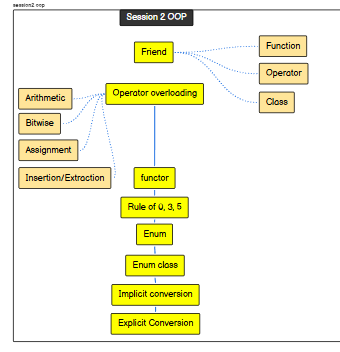 session2 oop
Session 2 OOP
Friend
Function
Operator
Class
Operator overloading
Arithmetic
Bitwise
Assignment
Insertion/Extraction
functor
Rule of 0, 3, 5
Enum
Enum class
Implicit conversion
Explicit Conversion